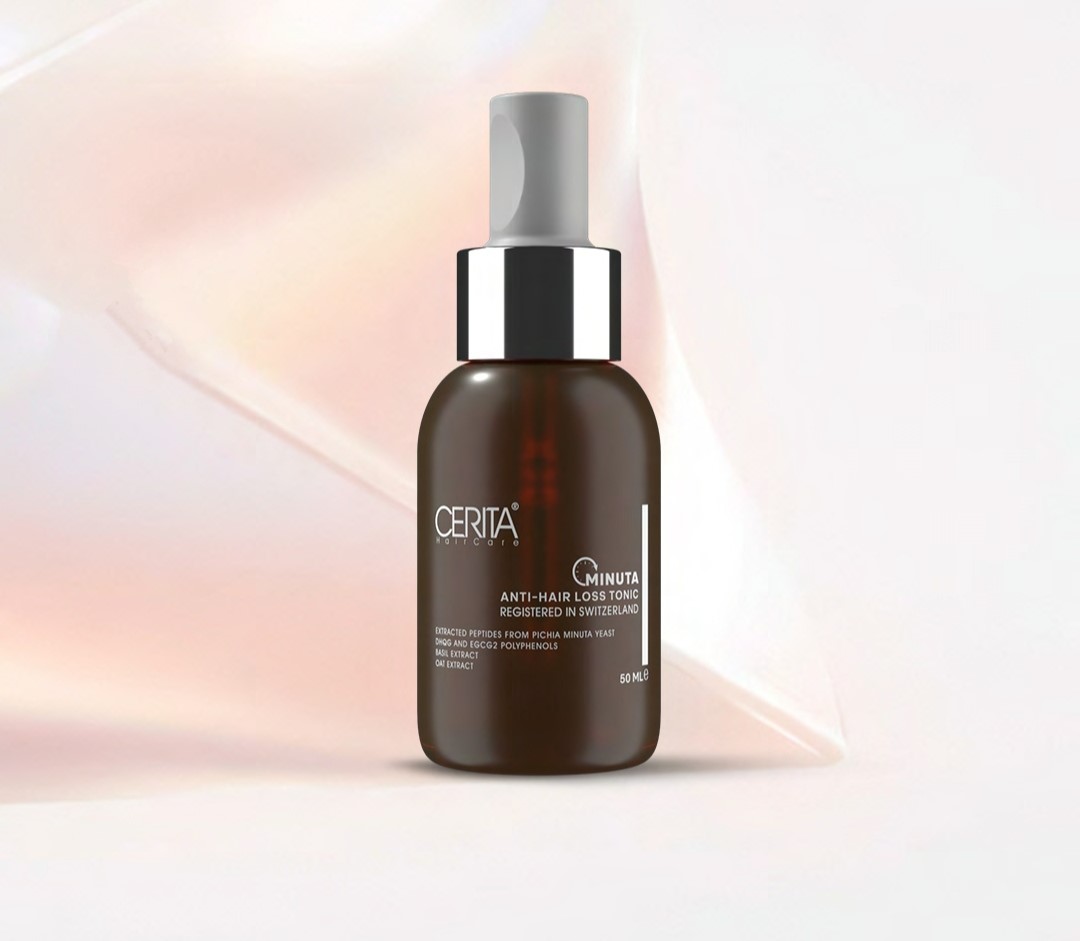 CERITA®
HairCare
MINUTA
ANTI-HAIR LOSS TONIC
REGISTERED IN SWITZERLAND
EXTRACTED PEPTIDES FROM PICHIA MINUTA YEAST
DHQG AND EGCG2 POLYPHENOLS
BASIL EXTRACT
OAT EXTRACT
50 ML e